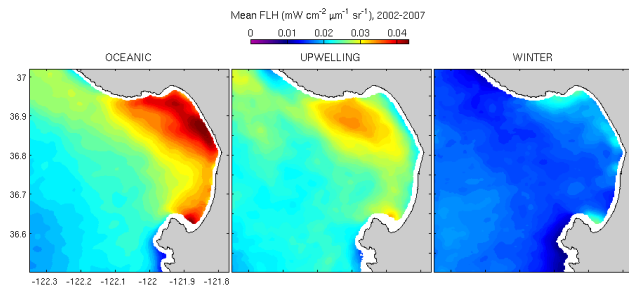 Mean FLH (mW cm⁻² μm⁻¹ sr⁻¹), 2002-2007
0 0.01 0.02 0.03 0.04
OCEANIC UPWELLING WINTER
37
36.9
36.8
36.7
36.6
-122.3 -122.2 -122.1 -122 -121.9 -121.8